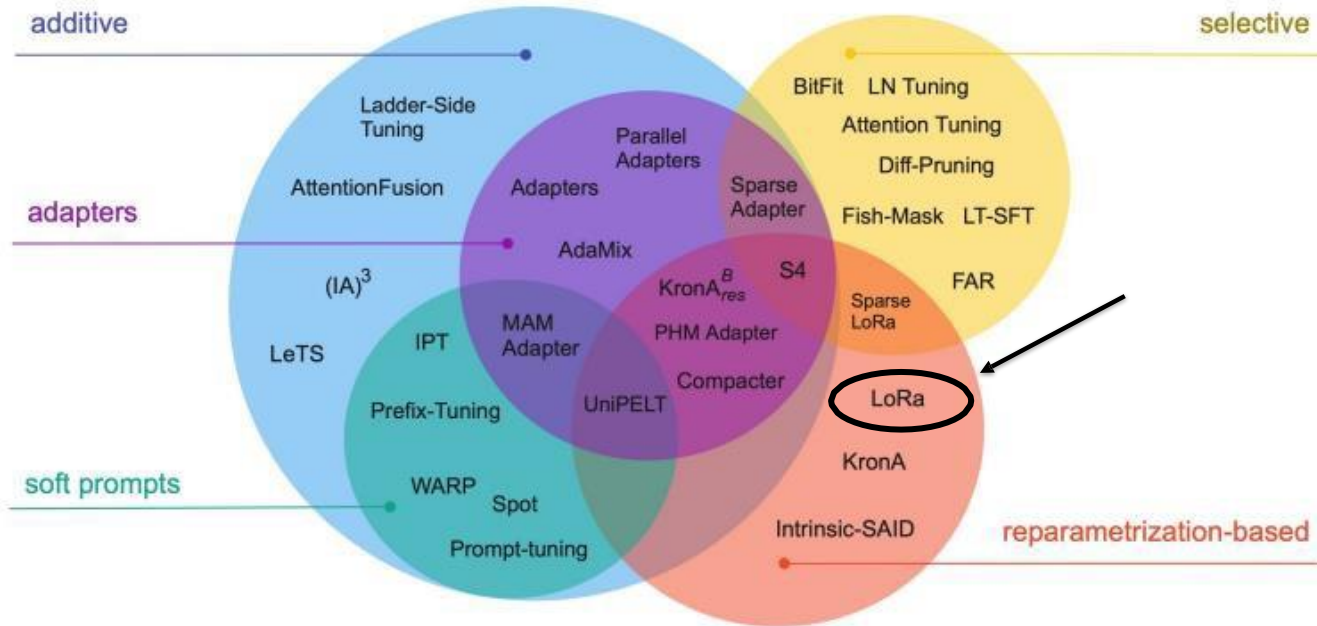 additive
selective
BitFit LN Tuning
Ladder-Side
Tuning
Attention Tuning
Parallel
Adapters
Diff-Pruning
AttentionFusion
Adapters
Sparse
Adapter
adapters
Fish-Mask LT-SFT
AdaMix
(IA)³
KronA^B_res
S4
FAR
Sparse
LoRa
MAM
Adapter
IPT
PHM Adapter
LeTS
Compacter
UniPELT
LoRa
Prefix-Tuning
KronA
soft prompts
WARP
Spot
Intrinsic-SAID
reparametrization-based
Prompt-tuning